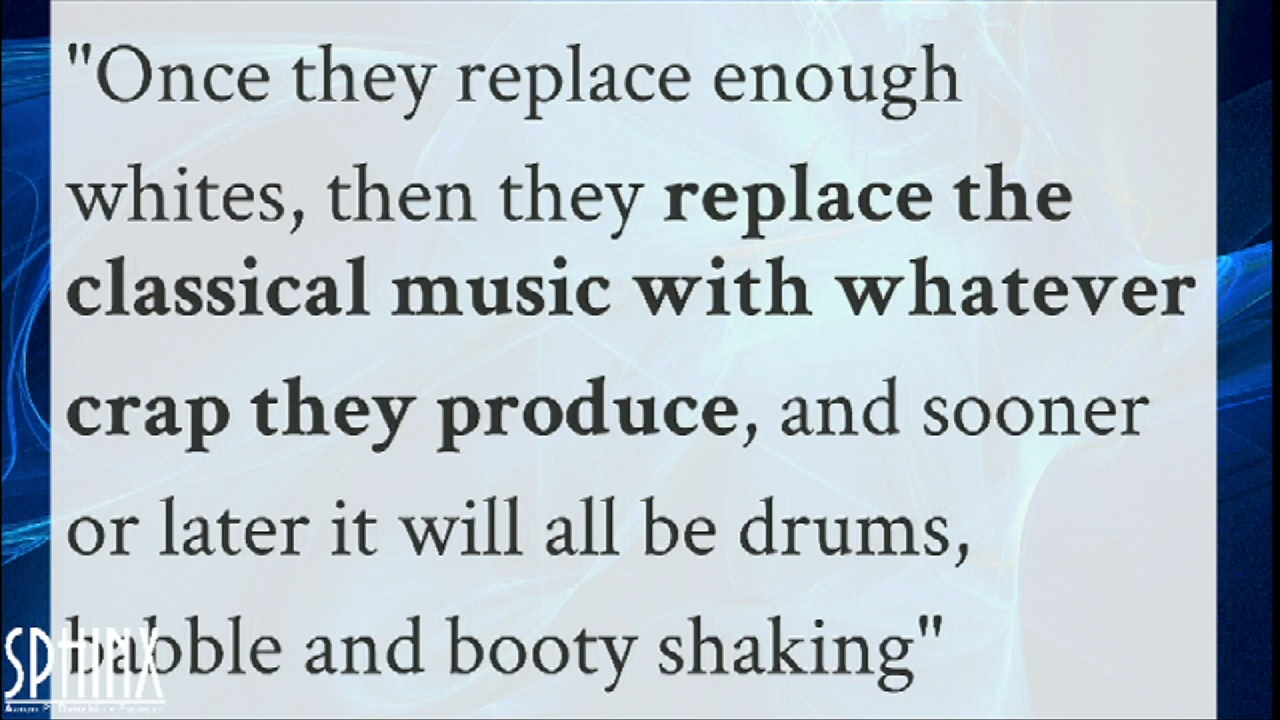 "Once they replace enough
whites, then they replace the
classical music with whatever
crap they produce, and sooner
or later it will all be drums,
babble and booty shaking"
SPHINX